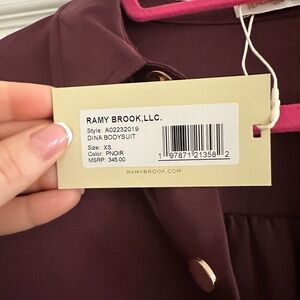 RAMY BROOK,LLC.
Style: A02232019
DINA BODYSUIT
Size: XS
Color: PNOIR
MSRP: 345.00
1 97871 21358 2
RAMYBROOK.COM